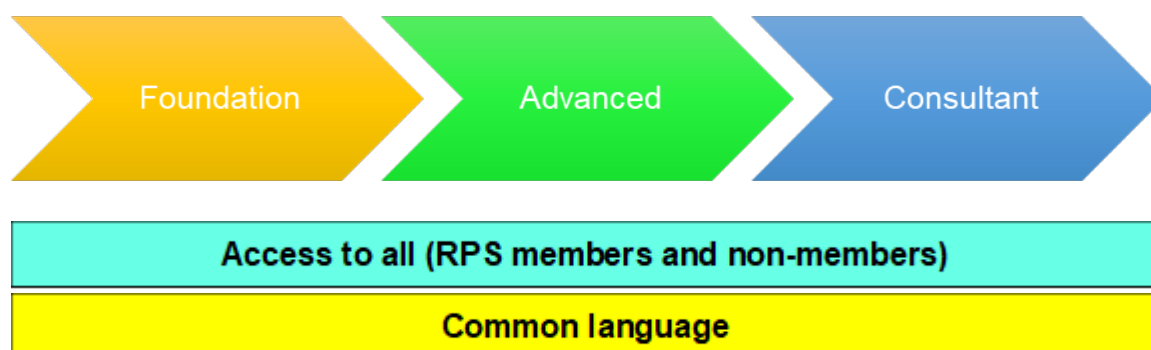 Foundation
Advanced
Consultant
Access to all (RPS members and non-members)
Common language